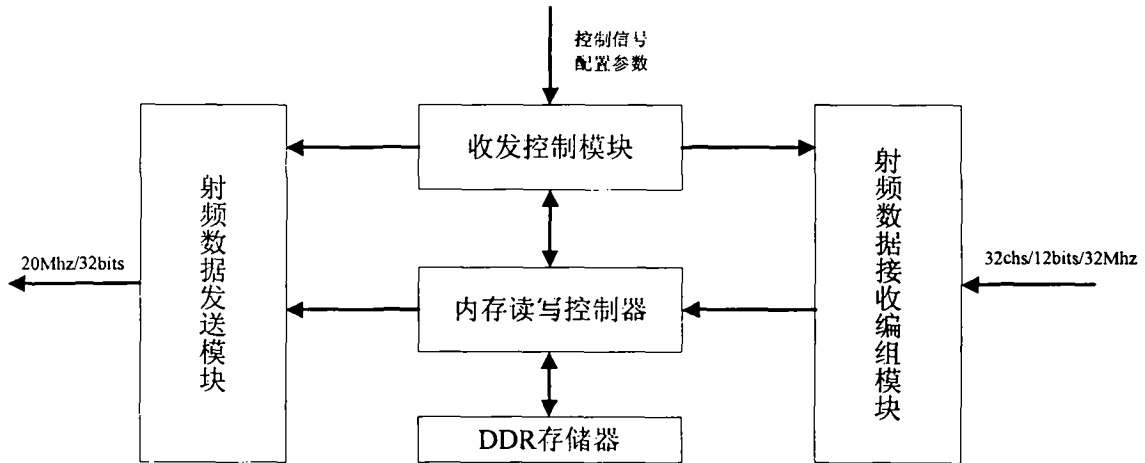 控制信号
配置参数
收发控制模块
射频数据发送模块
射频数据接收编组模块
20Mhz/32bits
32chs/12bits/32Mhz
内存读写控制器
DDR存储器